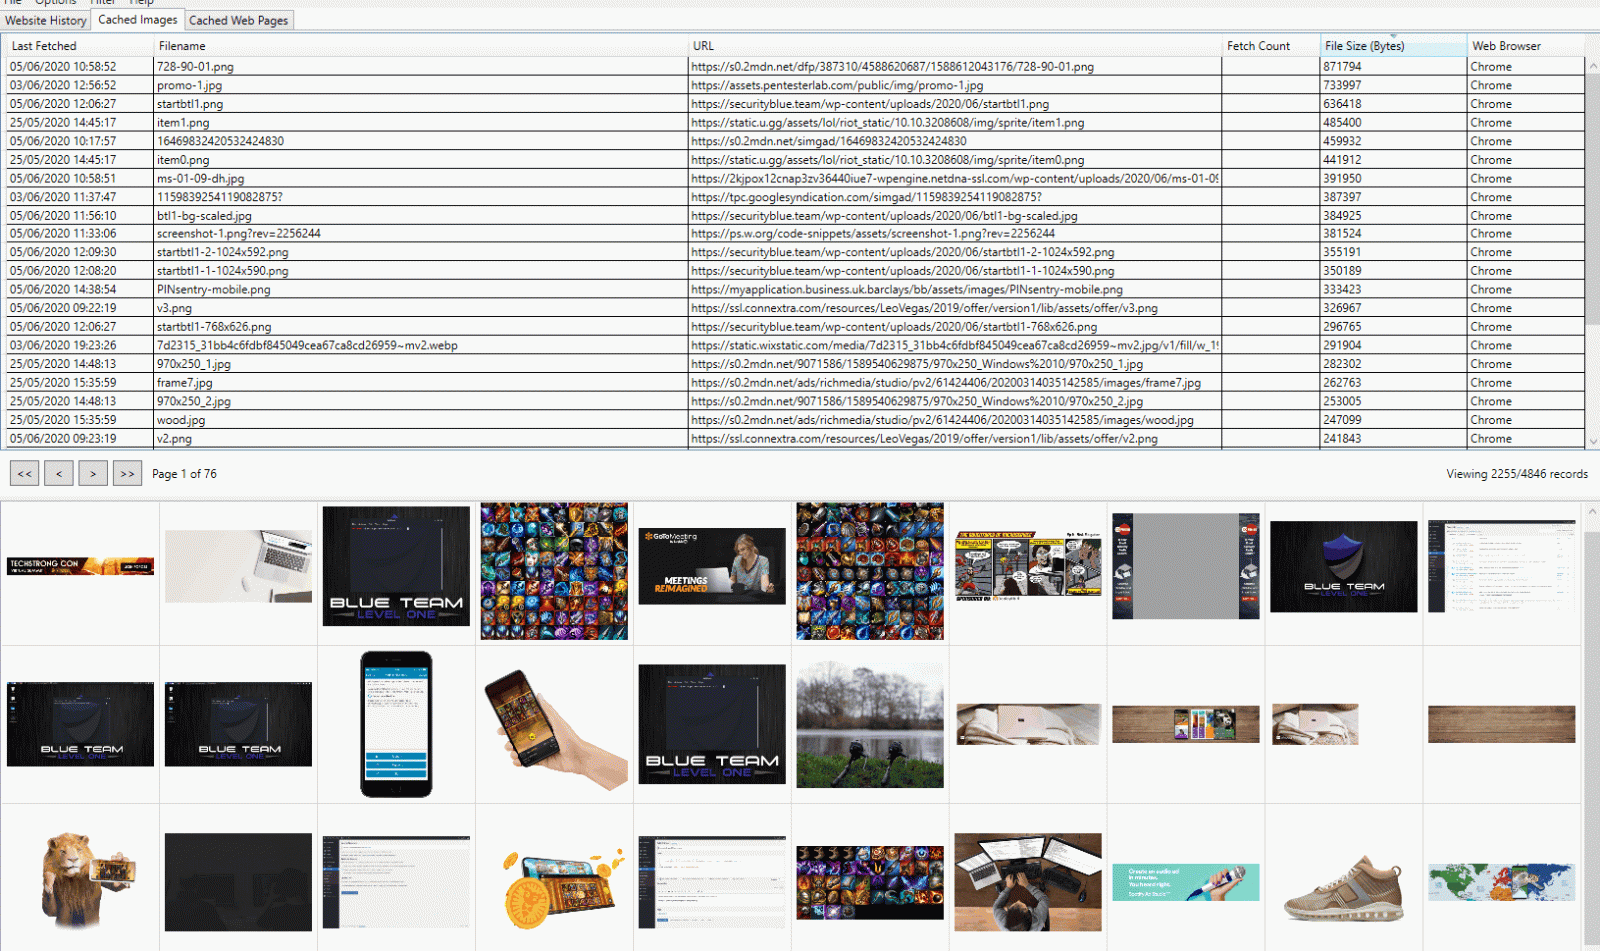 File Options Filter Help
Website History Cached Images Cached Web Pages
Last Fetched Filename URL Fetch Count File Size (Bytes) Web Browser
05/06/2020 10:58:52 728-90-01.png https://s0.2mdn.net/dfp/387310/4588620687/1588612043176/728-90-01.png 871794 Chrome
03/06/2020 12:56:52 promo-1.jpg https://assets.pentesterlab.com/public/img/promo-1.jpg 733997 Chrome
05/06/2020 12:06:27 startbtl1.png https://securityblue.team/wp-content/uploads/2020/06/startbtl1.png 636418 Chrome
25/05/2020 14:45:17 item1.png https://static.u.gg/assets/lol/riot_static/10.10.3208608/img/sprite/item1.png 485400 Chrome
05/06/2020 10:17:57 16469832420532424830 https://s0.2mdn.net/simgad/16469832420532424830 459932 Chrome
25/05/2020 14:45:17 item0.png https://static.u.gg/assets/lol/riot_static/10.10.3208608/img/sprite/item0.png 441912 Chrome
05/06/2020 10:58:51 ms-01-09-dh.jpg https://2kjpox12cnap3zv36440iue7-wpengine.netdna-ssl.com/wp-content/uploads/2020/06/ms-01-09 391950 Chrome
03/06/2020 11:37:47 11598392541190828​75? https://tpc.googlesyndication.com/simgad/1159839254119082875? 387397 Chrome
05/06/2020 11:56:10 btl1-bg-scaled.jpg https://securityblue.team/wp-content/uploads/2020/06/btl1-bg-scaled.jpg 384925 Chrome
05/06/2020 11:33:06 screenshot-1.png?rev=2256244 https://ps.w.org/code-snippets/assets/screenshot-1.png?rev=2256244 381524 Chrome
05/06/2020 12:09:30 startbtl1-2-1024x592.png https://securityblue.team/wp-content/uploads/2020/06/startbtl1-2-1024x592.png 355191 Chrome
05/06/2020 12:08:20 startbtl1-1-1024x590.png https://securityblue.team/wp-content/uploads/2020/06/startbtl1-1-1024x590.png 350189 Chrome
05/06/2020 14:38:54 PINsentry-mobile.png https://myapplication.business.uk.barclays/bb/assets/images/PINsentry-mobile.png 333423 Chrome
05/06/2020 09:22:19 v3.png https://ssl.connextra.com/resources/LeoVegas/2019/offer/version1/lib/assets/offer/v3.png 326967 Chrome
05/06/2020 12:06:27 startbtl1-768x626.png https://securityblue.team/wp-content/uploads/2020/06/startbtl1-768x626.png 296765 Chrome
03/06/2020 19:23:26 7d2315_31bb4c6fdbf845049cea67ca8cd26959~mv2.webp https://static.wixstatic.com/media/7d2315_31bb4c6fdbf845049cea67ca8cd26959~mv2.jpg/v1/fill/w_19 291904 Chrome
25/05/2020 14:48:13 970x250_1.jpg https://s0.2mdn.net/9071586/1589540629875/970x250_Windows%2010/970x250_1.jpg 282302 Chrome
25/05/2020 15:35:59 frame7.jpg https://s0.2mdn.net/ads/richmedia/studio/pv2/61424406/20200314035142585/images/frame7.jpg 262763 Chrome
25/05/2020 14:48:13 970x250_2.jpg https://s0.2mdn.net/9071586/1589540629875/970x250_Windows%2010/970x250_2.jpg 253005 Chrome
25/05/2020 15:35:59 wood.jpg https://s0.2mdn.net/ads/richmedia/studio/pv2/61424406/20200314035142585/images/wood.jpg 247099 Chrome
05/06/2020 09:23:19 v2.png https://ssl.connextra.com/resources/LeoVegas/2019/offer/version1/lib/assets/offer/v2.png 241843 Chrome
<< < > >> Page 1 of 76 Viewing 2255/4846 records
TECHSTRONG CON
BLUE TEAM
LEVEL ONE
GoToMeeting
MEETINGS
REIMAGINED
BLUE TEAM
LEVEL ONE
BLUE TEAM
LEVEL ONE
BLUE TEAM
LEVEL ONE
BLUE TEAM
LEVEL ONE
Create an audio ad
in minutes.
You heard right.